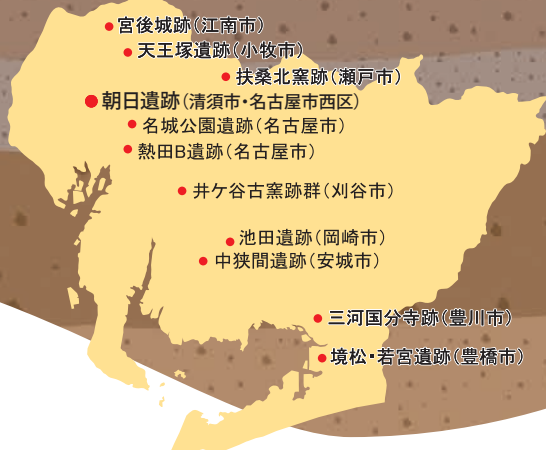 宮後城跡（江南市）
天王塚遺跡（小牧市）
扶桑北窯跡（瀬戸市）
朝日遺跡（清須市・名古屋市西区）
名城公園遺跡（名古屋市）
熱田B遺跡（名古屋市）
井ケ谷古窯跡群（刈谷市）
池田遺跡（岡崎市）
中狭間遺跡（安城市）
三河国分寺跡（豊川市）
境松・若宮遺跡（豊橋市）